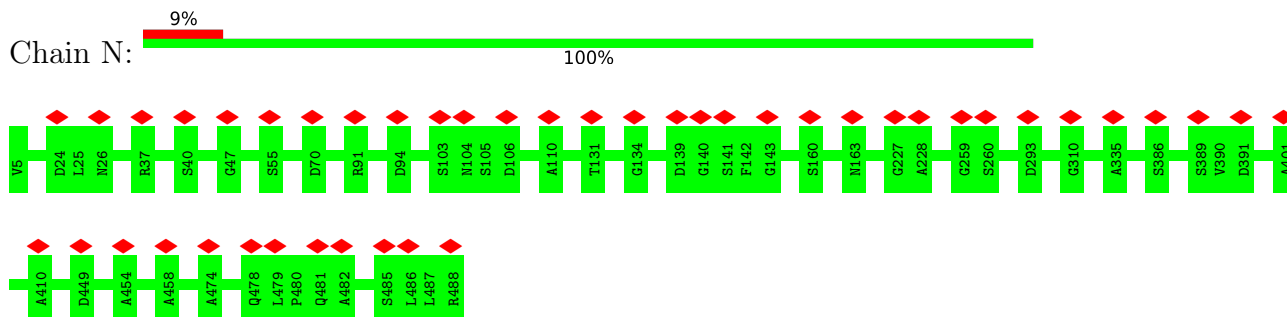 9%
Chain N:
100%
V5 D24 L25 N26 R37 S40 G47 S55 D70 R91 D94 S103 N104 S105 D106 A110 T131 G134 D139 G140 S141 F142 G143 S160 N163 G227 A228 G259 S260 D293 G310 A335 S386 S389 V390 D391 A401
A410 D449 A454 A458 A474 Q478 L479 P480 Q481 A482 S485 L486 L487 R488